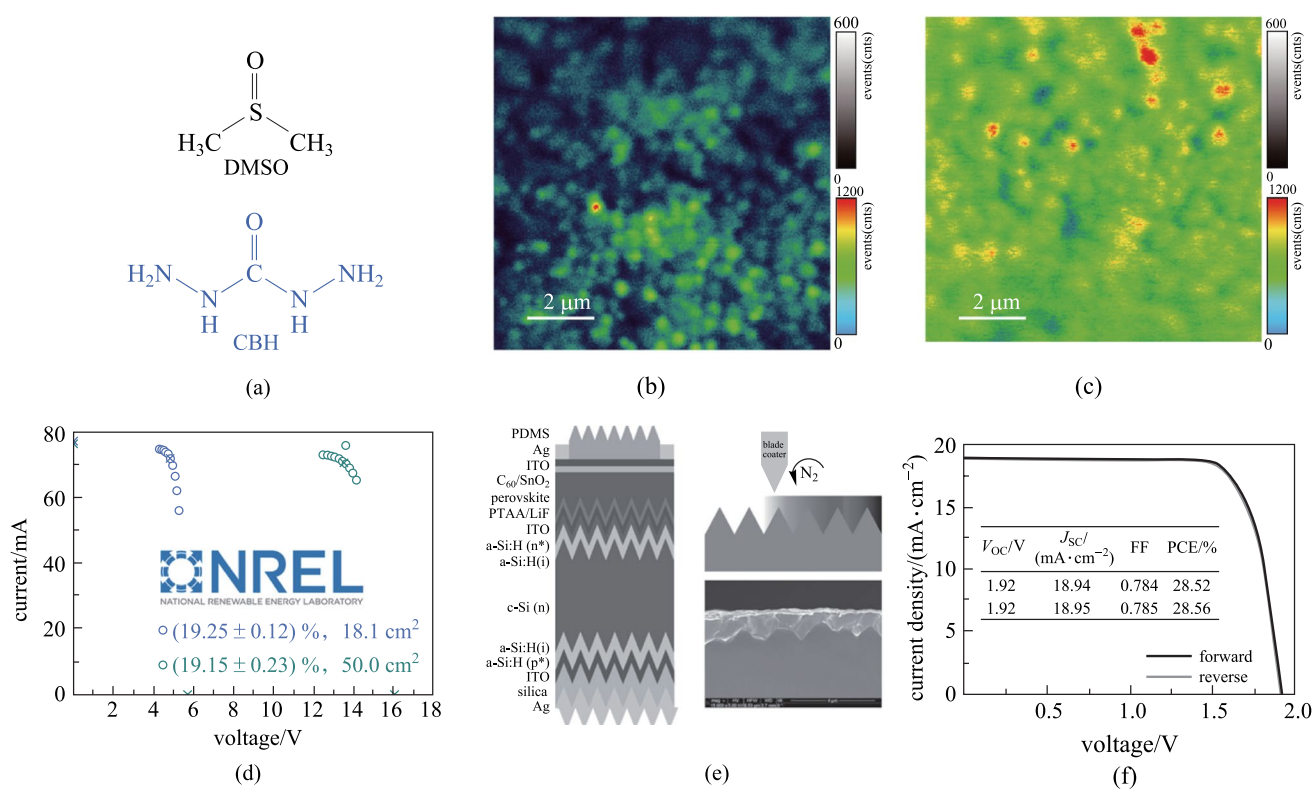 O
S
H3C
CH3
DMSO
O
H2N
C
NH2
N
N
H
H
CBH
(a)
600
events(cnts)
0
1200
events(cnts)
0
2 μm
(b)
600
events(cnts)
0
1200
events(cnts)
0
2 μm
(c)
80
60
40
20
0
current/mA
NREL
NATIONAL RENEWABLE ENERGY LABORATORY
(19.25 ± 0.12) %, 18.1 cm²
(19.15 ± 0.23) %, 50.0 cm²
2 4 6 8 10 12 14 16 18
voltage/V
(d)
PDMS
Ag
ITO
C60/SnO2
perovskite
PTAA/LiF
ITO
a-Si:H (n*)
a-Si:H(i)
c-Si (n)
a-Si:H(i)
a-Si:H (p*)
ITO
silica
Ag
blade
coater
N2
(e)
20
15
10
5
0
current density/(mA·cm−2)
VOC/V JSC/(mA·cm−2) FF PCE/%
1.92 18.94 0.784 28.52
1.92 18.95 0.785 28.56
forward
reverse
0.5 1.0 1.5 2.0
voltage/V
(f)